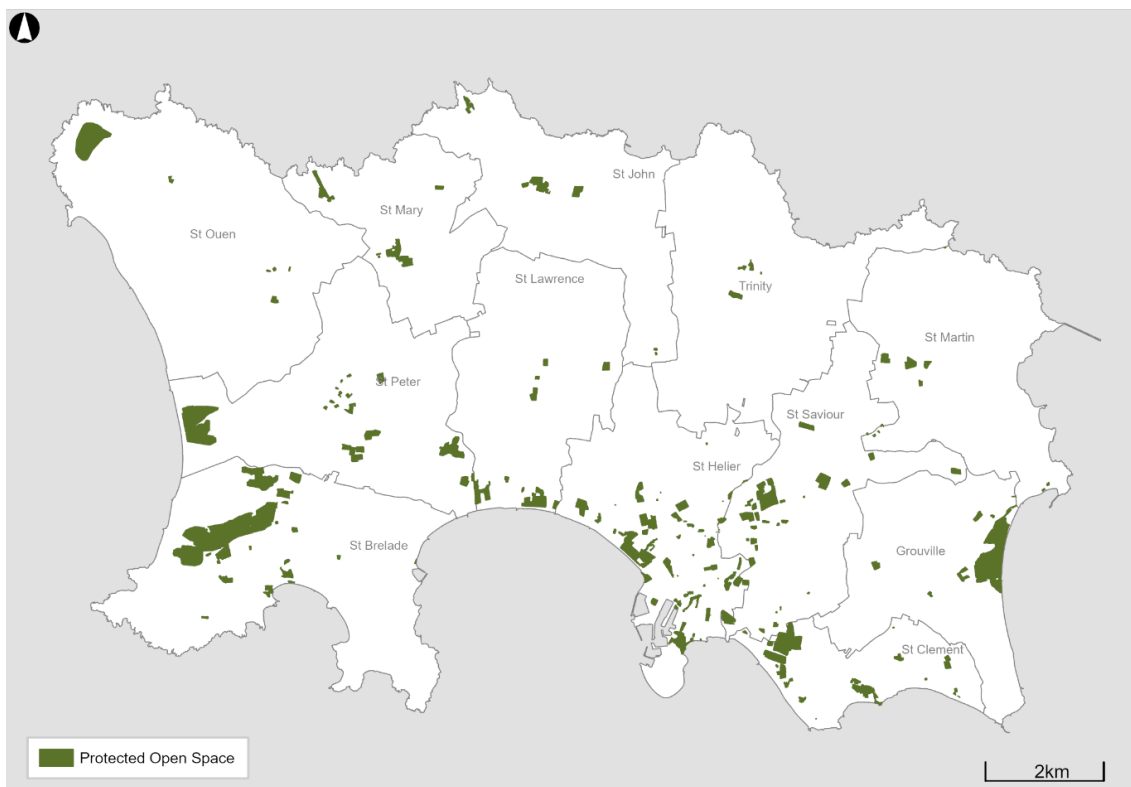 St John
St Mary
St Ouen
St Lawrence
Trinity
St Martin
St Peter
St Saviour
St Helier
St Brelade
Grouville
St Clement
Protected Open Space
2km